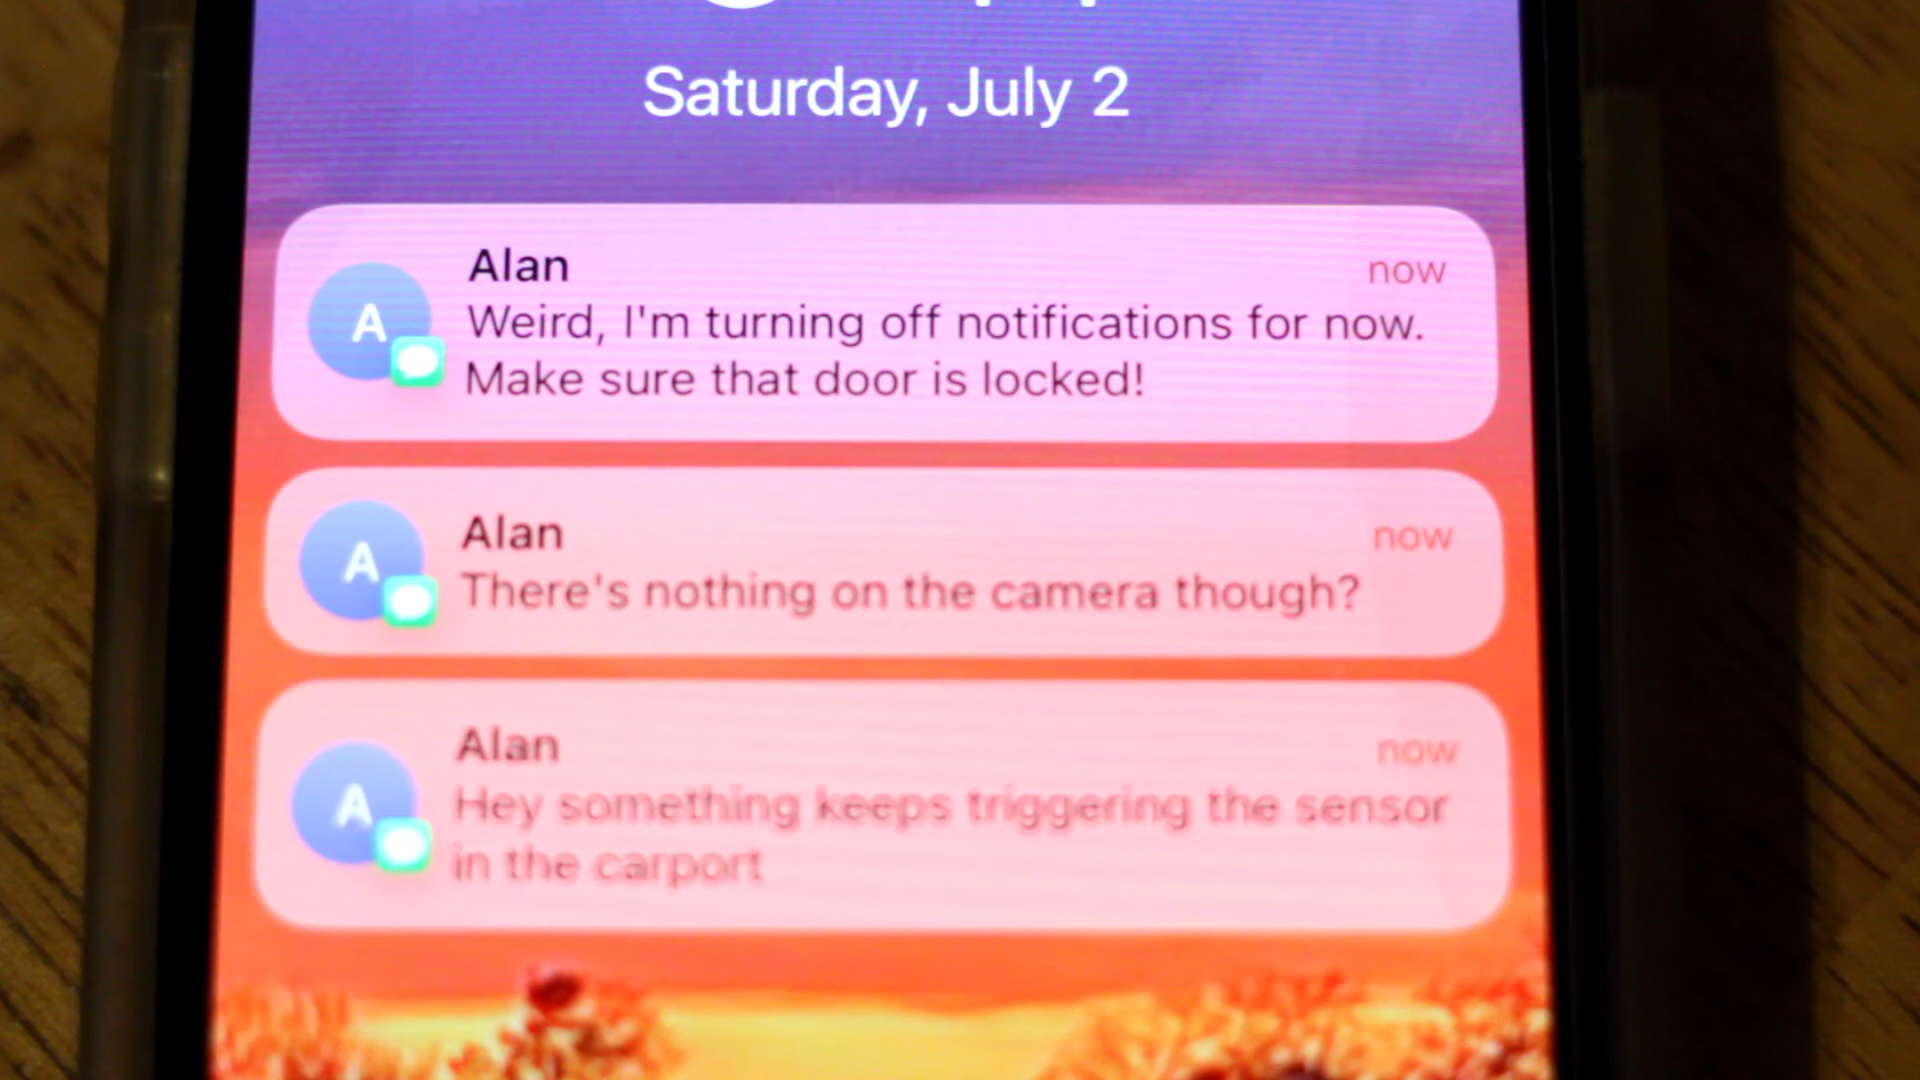 Saturday, July 2
Alan
now
Weird, I'm turning off notifications for now.
Make sure that door is locked!
Alan
now
There's nothing on the camera though?
Alan
now
Hey something keeps triggering the sensor
in the carport
A
A
A